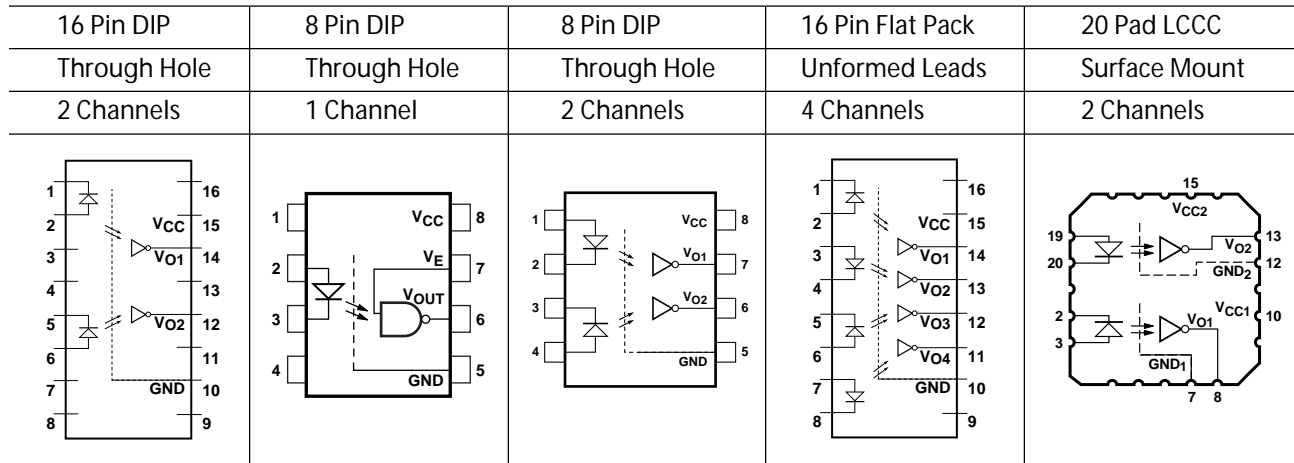 16 Pin DIP 8 Pin DIP 8 Pin DIP 16 Pin Flat Pack 20 Pad LCCC
Through Hole Through Hole Through Hole Unformed Leads Surface Mount
2 Channels 1 Channel 2 Channels 4 Channels 2 Channels
1 16
2 VCC 15
3 VO1 14
4 13
5 VO2 12
6 11
7 GND 10
8 9
1 VCC 8
2 VE 7
3 VOUT 6
4 GND 5
1 VCC 8
2 VO1 7
3 VO2 6
4 GND 5
1 16
2 VCC 15
3 VO1 14
4 VO2 13
5 VO3 12
6 VO4 11
7 GND 10
8 9
15
VCC2
19 VO2 13
20 GND2 12
2 VO1 VCC1 10
3 GND1
7 8